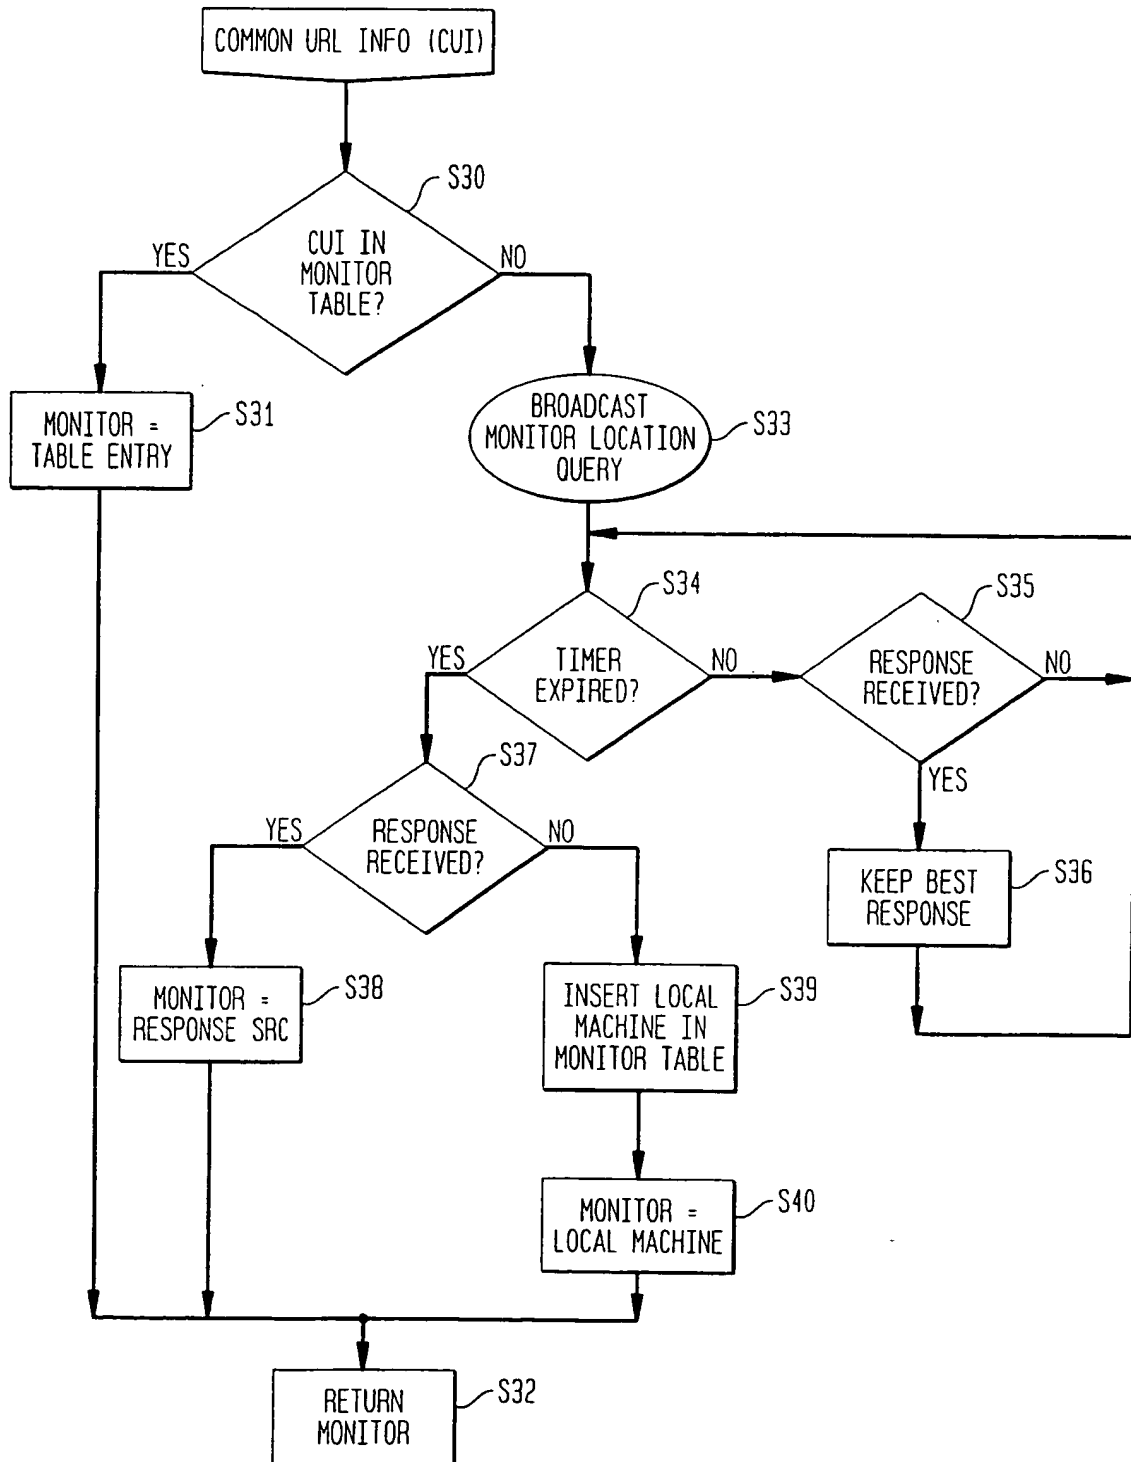 COMMON URL INFO (CUI)
S30
CUI IN
MONITOR
TABLE?
YES
NO
MONITOR =
TABLE ENTRY
S31
BROADCAST
MONITOR LOCATION
QUERY
S33
S34
TIMER
EXPIRED?
YES
NO
S35
RESPONSE
RECEIVED?
NO
YES
S37
RESPONSE
RECEIVED?
YES
NO
KEEP BEST
RESPONSE
S36
MONITOR =
RESPONSE SRC
S38
INSERT LOCAL
MACHINE IN
MONITOR TABLE
S39
MONITOR =
LOCAL MACHINE
S40
RETURN
MONITOR
S32